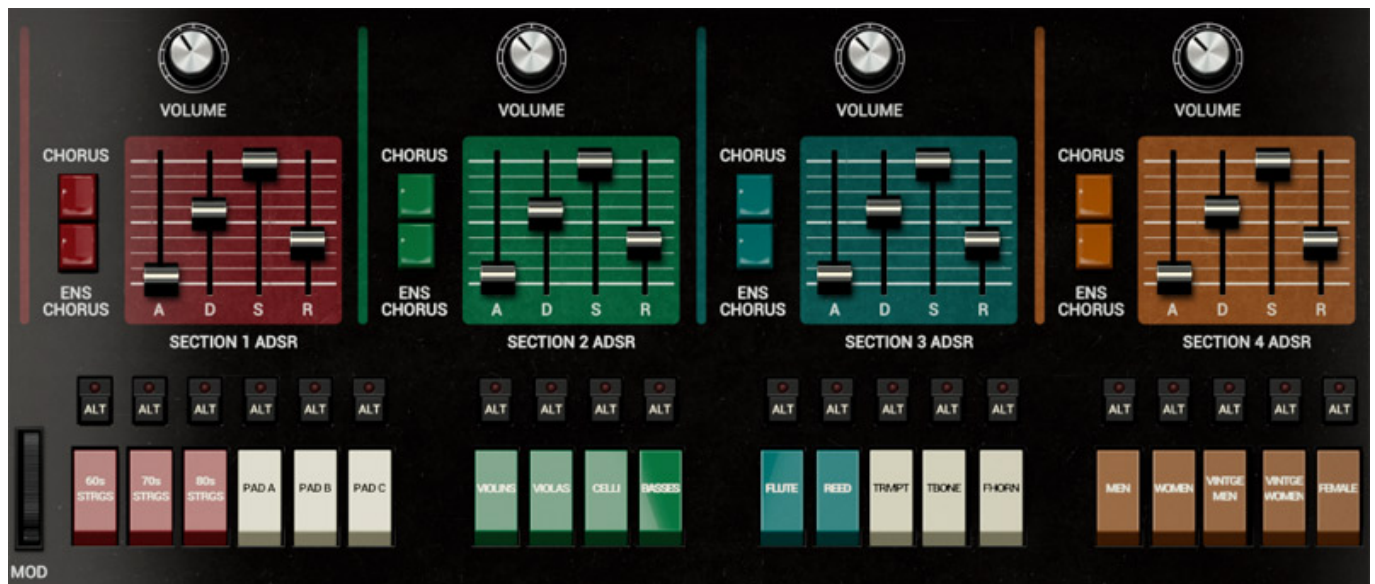 VOLUME VOLUME VOLUME VOLUME
CHORUS CHORUS CHORUS CHORUS
ENS CHORUS ENS CHORUS ENS CHORUS ENS CHORUS
A D S R A D S R A D S R A D S R
SECTION 1 ADSR SECTION 2 ADSR SECTION 3 ADSR SECTION 4 ADSR
ALT ALT ALT ALT ALT ALT ALT ALT ALT ALT ALT ALT ALT ALT ALT ALT ALT ALT ALT ALT
60s STRGS 70s STRGS 80s STRGS PAD A PAD B PAD C VIOLINS VIOLAS CELLI BASSES FLUTE REED TRMPT TBONE FHORN MEN WOMEN VINTGE MEN VINTGE WOMEN FEMALE
MOD